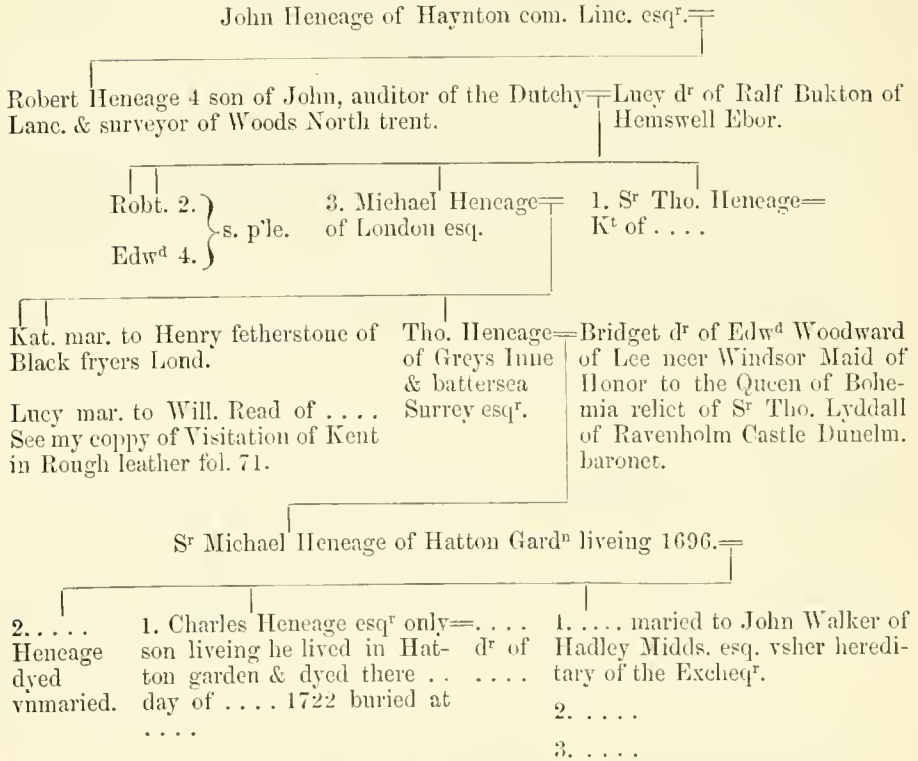 John Heneage of Haynton com. Linc. esqr.
Robert Heneage 4 son of John, auditor of the Dutchy=Lucy dr of Ralf Bukton of
Lanc. & surveyor of Woods North trent.
Hemswell Ebor.
Robt. 2.
Edwd 4.
s. p'le.
3. Michael Heneage=
of London esq.
1. Sr Tho. Heneage=
Kt of . . . .
Kat. mar. to Henry fetherstone of
Black fryers Lond.
Lucy mar. to Will. Read of . . . .
See my coppy of Visitation of Kent
in Rough leather fol. 71.
Tho. Heneage=
of Greys Inne
& battersea
Surrey esqr.
Bridget dr of Edwd Woodward
of Lee neer Windsor Maid of
Honor to the Queen of Bohe-
mia relict of Sr Tho. Lyddall
of Ravenholm Castle Dunelm.
baronet.
Sr Michael Heneage of Hatton Gardn liveing 1696.=
2. . . . .
Heneage
dyed
vnmaried.
1. Charles Heneage esqr only=. . . .
son liveing he lived in Hat-
ton garden & dyed there . .
day of . . . . 1722 buried at
. . . .
dr of
. . . .
1. . . . . maried to John Walker of
Hadley Midds. esq. vsher heredi-
tary of the Excheqr.
2. . . . .
3. . . . .